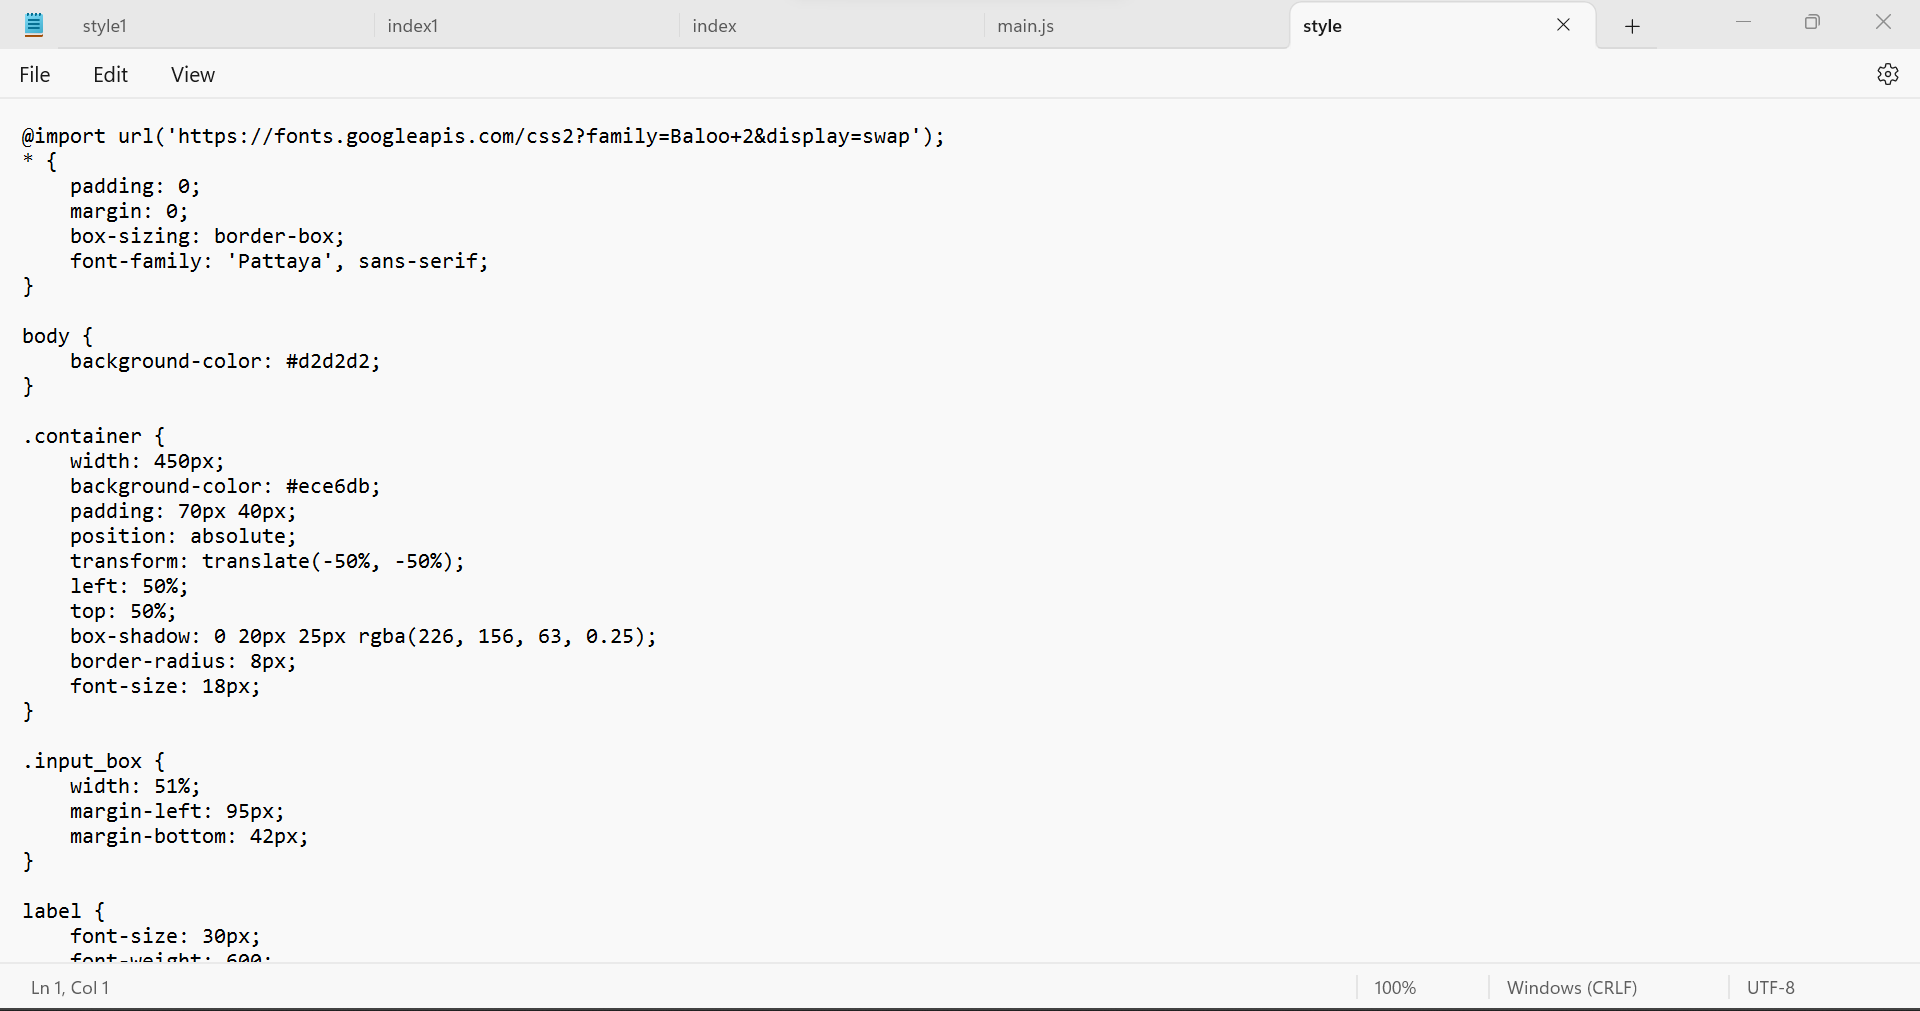 style1 index1 index main.js style
File Edit View
@import url('https://fonts.googleapis.com/css2?family=Baloo+2&display=swap');
* {
    padding: 0;
    margin: 0;
    box-sizing: border-box;
    font-family: 'Pattaya', sans-serif;
}

body {
    background-color: #d2d2d2;
}

.container {
    width: 450px;
    background-color: #ece6db;
    padding: 70px 40px;
    position: absolute;
    transform: translate(-50%, -50%);
    left: 50%;
    top: 50%;
    box-shadow: 0 20px 25px rgba(226, 156, 63, 0.25);
    border-radius: 8px;
    font-size: 18px;
}

.input_box {
    width: 51%;
    margin-left: 95px;
    margin-bottom: 42px;
}

label {
    font-size: 30px;
    font-weight: 600;
Ln 1, Col 1 100% Windows (CRLF) UTF-8